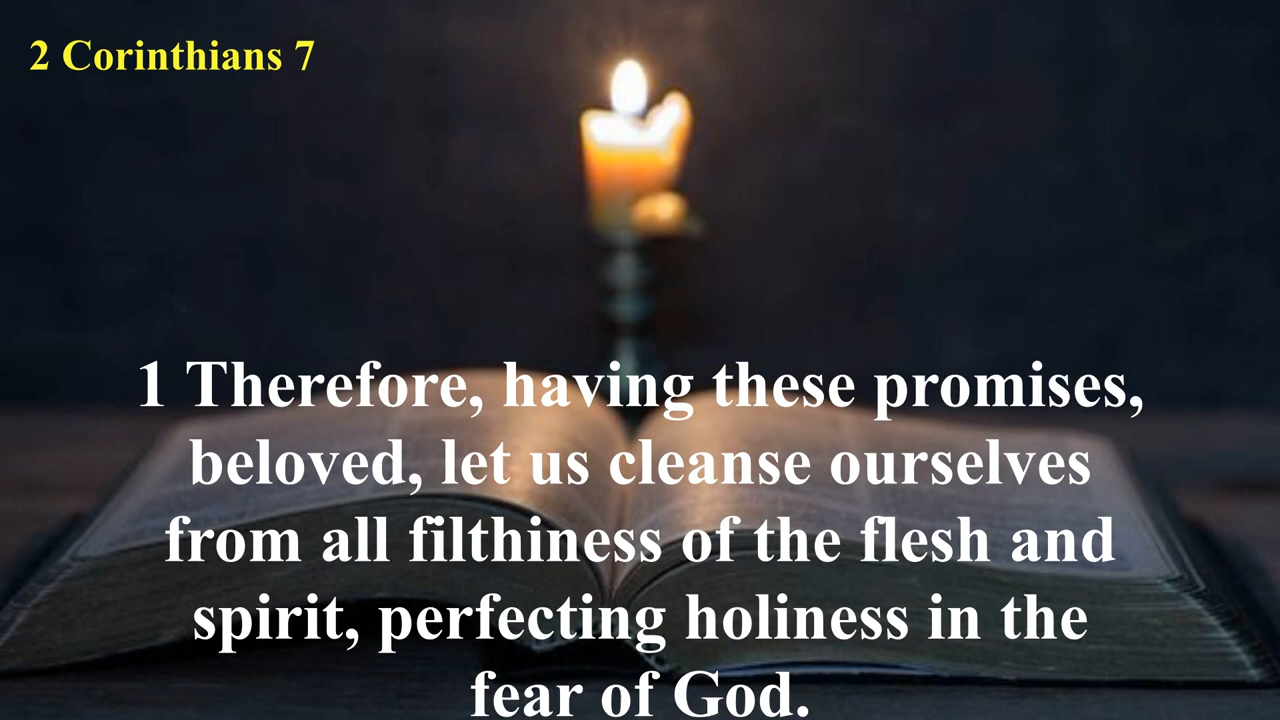 2 Corinthians 7
1 Therefore, having these promises,
beloved, let us cleanse ourselves
from all filthiness of the flesh and
spirit, perfecting holiness in the
fear of God.